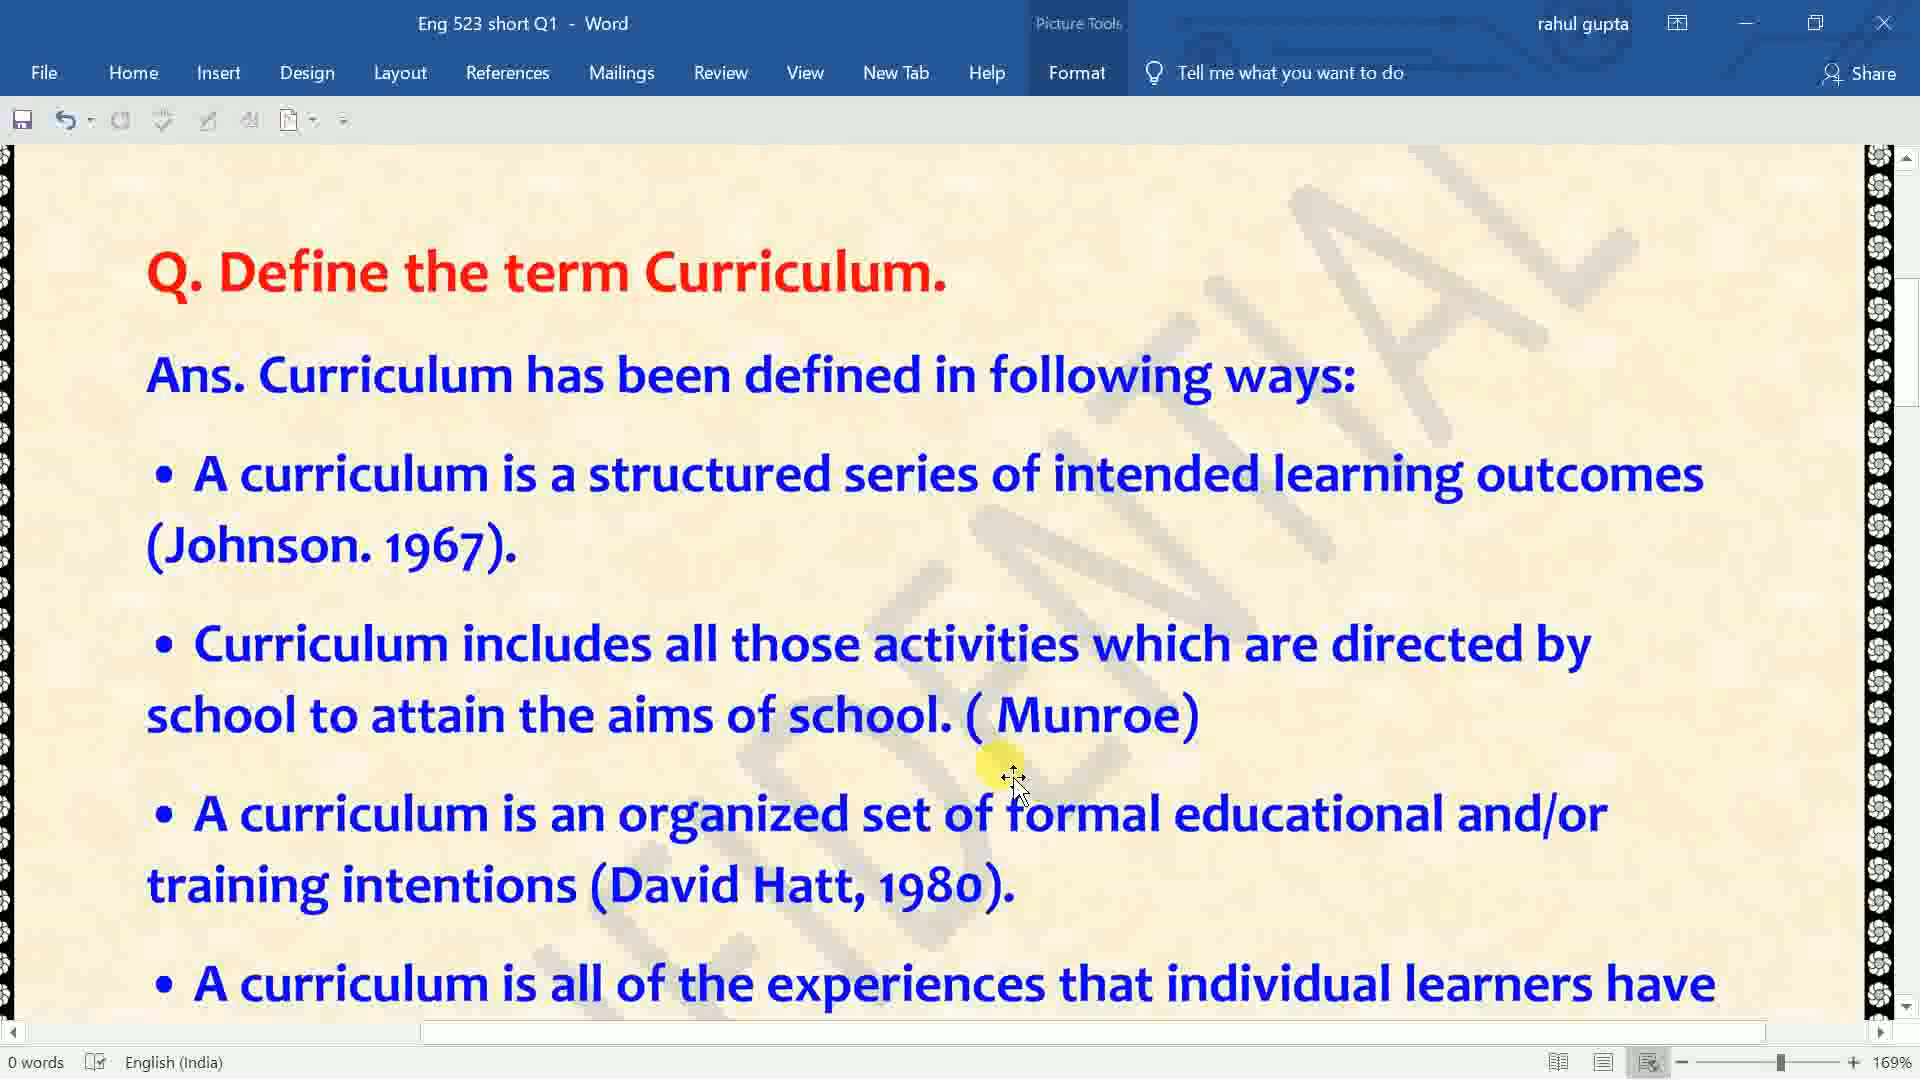 Eng 523 short Q1 - Word
Picture Tools
rahul gupta
File Home Insert Design Layout References Mailings Review View New Tab Help Format Tell me what you want to do Share
Q. Define the term Curriculum.
Ans. Curriculum has been defined in following ways:
• A curriculum is a structured series of intended learning outcomes
(Johnson. 1967).
• Curriculum includes all those activities which are directed by
school to attain the aims of school. ( Munroe)
• A curriculum is an organized set of formal educational and/or
training intentions (David Hatt, 1980).
• A curriculum is all of the experiences that individual learners have
FIDENTIAL
0 words English (India) 169%